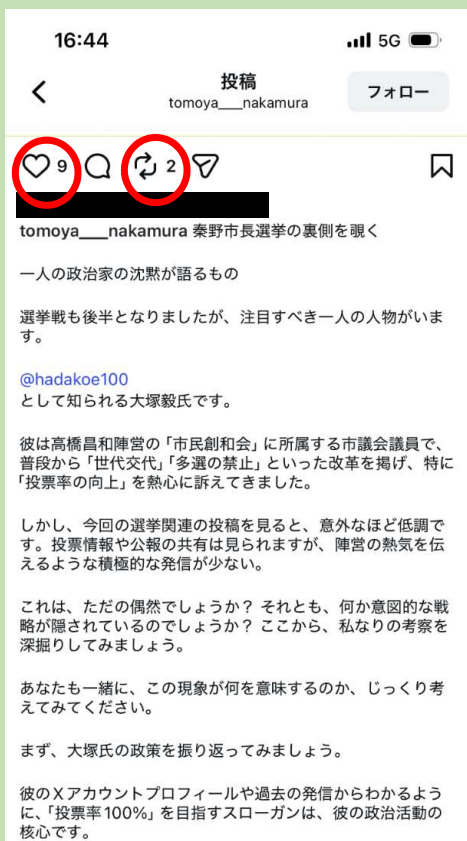 16:44
5G
投稿
tomoya___nakamura
フォロー
9
2
tomoya___nakamura 秦野市長選挙の裏側を覗く
一人の政治家の沈黙が語るもの
選挙戦も後半となりましたが、注目すべき一人の人物がいま
す。
@hadakoe100
として知られる大塚毅氏です。
彼は高橋昌和陣営の「市民創和会」に所属する市議会議員で、
普段から「世代交代」「多選の禁止」といった改革を掲げ、特に
「投票率の向上」を熱心に訴えてきました。
しかし、今回の選挙関連の投稿を見ると、意外なほど低調で
す。投票情報や公報の共有は見られますが、陣営の熱気を伝
えるような積極的な発信が少ない。
これは、ただの偶然でしょうか？ それとも、何か意図的な戦
略が隠されているのでしょうか？ ここから、私なりの考察を
深掘りしてみましょう。
あなたも一緒に、この現象が何を意味するのか、じっくり考
えてみてください。
まず、大塚氏の政策を振り返ってみましょう。
彼のXアカウントプロフィールや過去の発信からわかるよう
に、「投票率100%」を目指すスローガンは、彼の政治活動の
核心です。